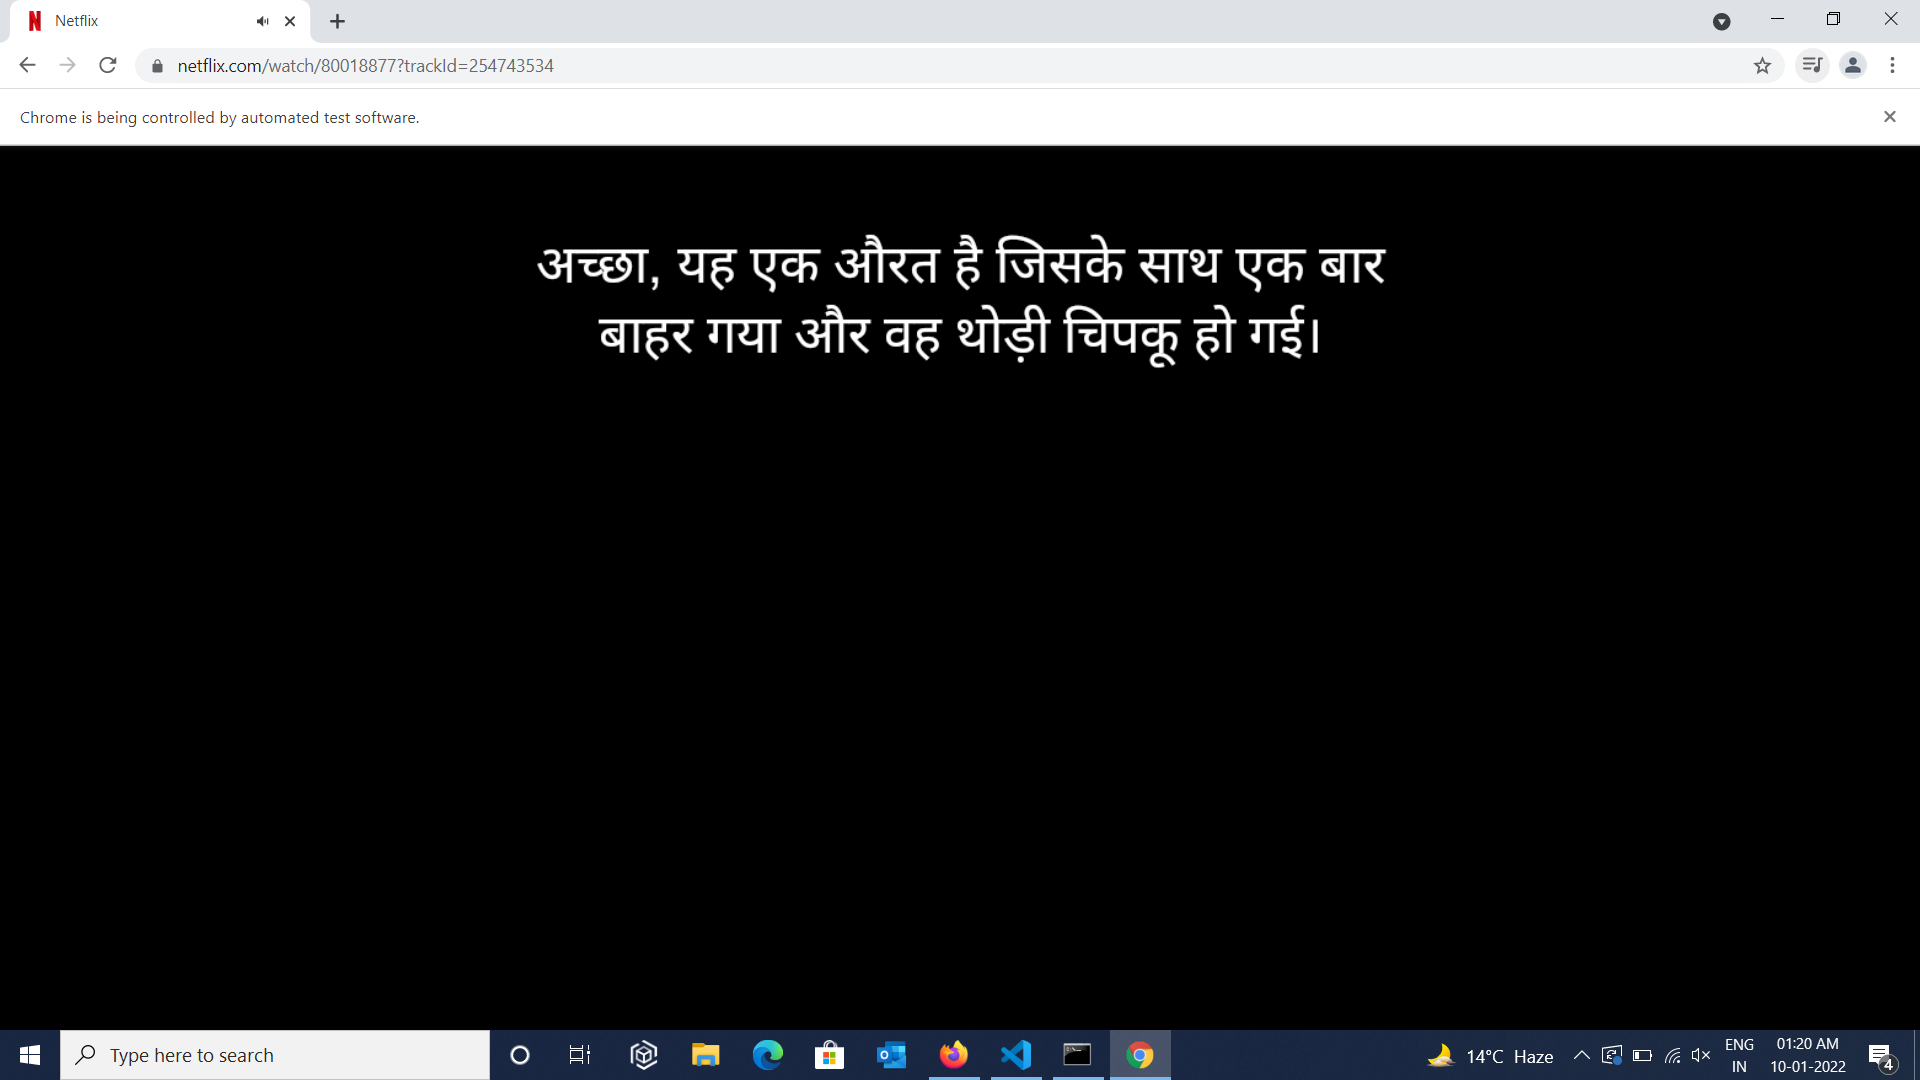 Netflix
netflix.com/watch/80018877?trackId=254743534
Chrome is being controlled by automated test software.
अच्छा, यह एक औरत है जिसके साथ एक बार
बाहर गया और वह थोड़ी चिपकू हो गई।
Type here to search
14°C Haze
ENG
IN
01:20 AM
10-01-2022
4